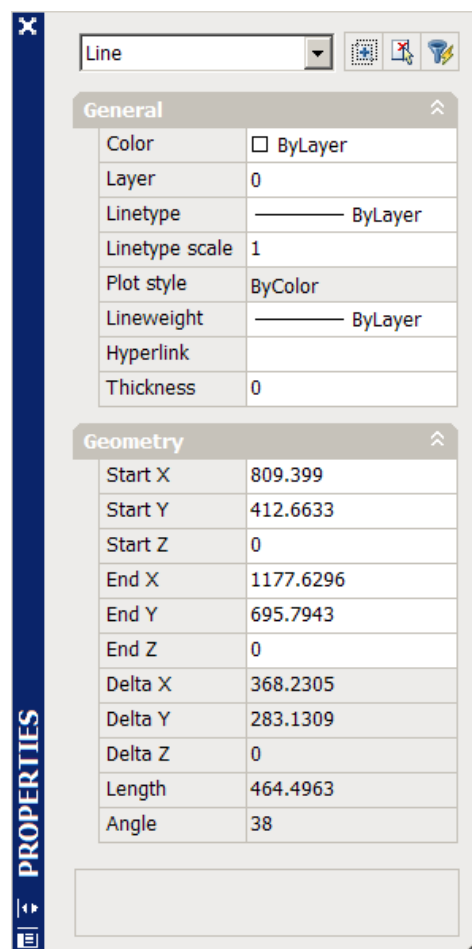 Line
General
Color ByLayer
Layer 0
Linetype ByLayer
Linetype scale 1
Plot style ByColor
Lineweight ByLayer
Hyperlink
Thickness 0
Geometry
Start X 809.399
Start Y 412.6633
Start Z 0
End X 1177.6296
End Y 695.7943
End Z 0
Delta X 368.2305
Delta Y 283.1309
Delta Z 0
Length 464.4963
Angle 38
PROPERTIES